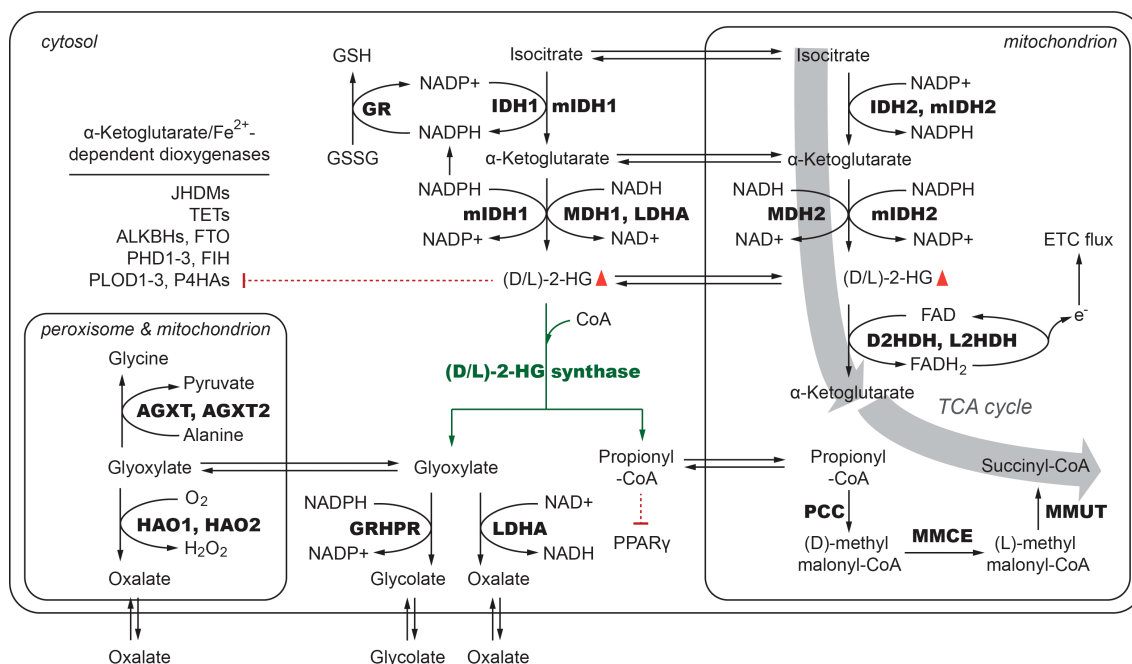 cytosol
GSH
NADP+
GR
NADPH
GSSG
Isocitrate
IDH1 mIDH1
α-Ketoglutarate
NADPH
mIDH1
NADP+
NADH
MDH1, LDHA
NAD+
(D/L)-2-HG
CoA
(D/L)-2-HG synthase
α-Ketoglutarate/Fe2+-
dependent dioxygenases
JHDMs
TETs
ALKBHs, FTO
PHD1-3, FIH
PLOD1-3, P4HAs
mitochondrion
Isocitrate
NADP+
IDH2, mIDH2
NADPH
α-Ketoglutarate
NADH
MDH2
NAD+
NADPH
mIDH2
NADP+
(D/L)-2-HG
ETC flux
e-
FAD
D2HDH, L2HDH
FADH2
α-Ketoglutarate
TCA cycle
peroxisome & mitochondrion
Glycine
Pyruvate
AGXT, AGXT2
Alanine
Glyoxylate
O2
HAO1, HAO2
H2O2
Oxalate
Oxalate
Glyoxylate
NADPH
GRHPR
NADP+
Glycolate
Glycolate
NAD+
LDHA
NADH
Oxalate
Oxalate
Propionyl
-CoA
PPARγ
Propionyl
-CoA
PCC
(D)-methyl
malonyl-CoA
MMCE
(L)-methyl
malonyl-CoA
MMUT
Succinyl-CoA